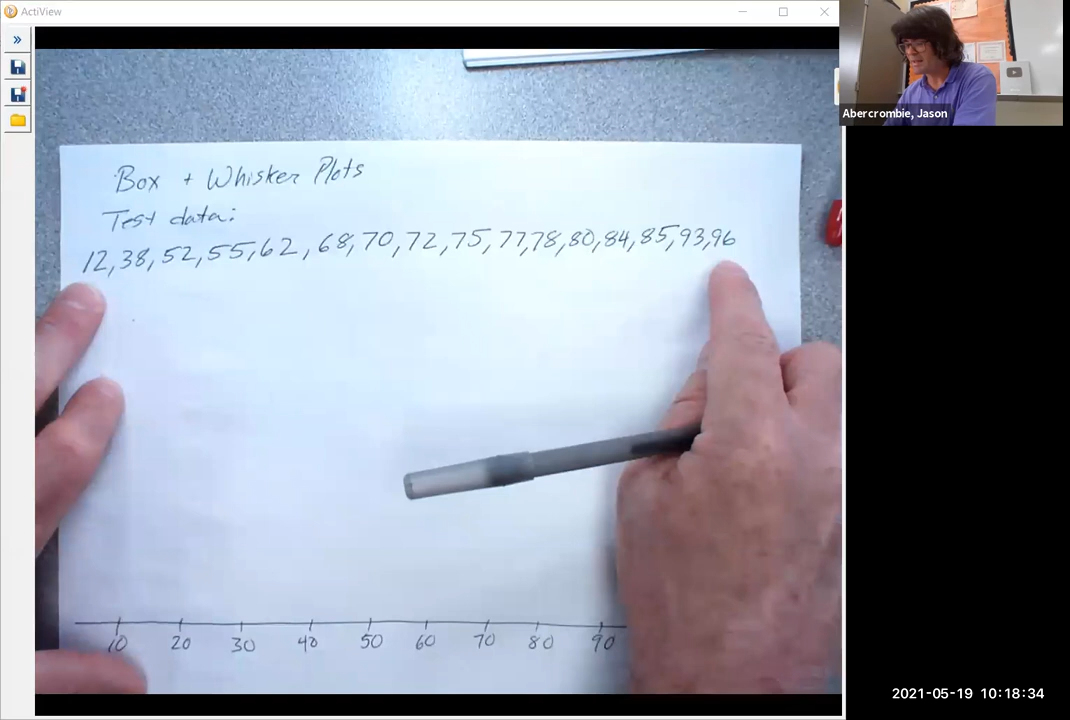 ActiView
Abercrombie, Jason
Box + Whisker Plots
Test data:
12, 38, 52, 55, 62, 68, 70, 72, 75, 77, 78, 80, 84, 85, 93, 96
10 20 30 40 50 60 70 80 90
2021-05-19 10:18:34